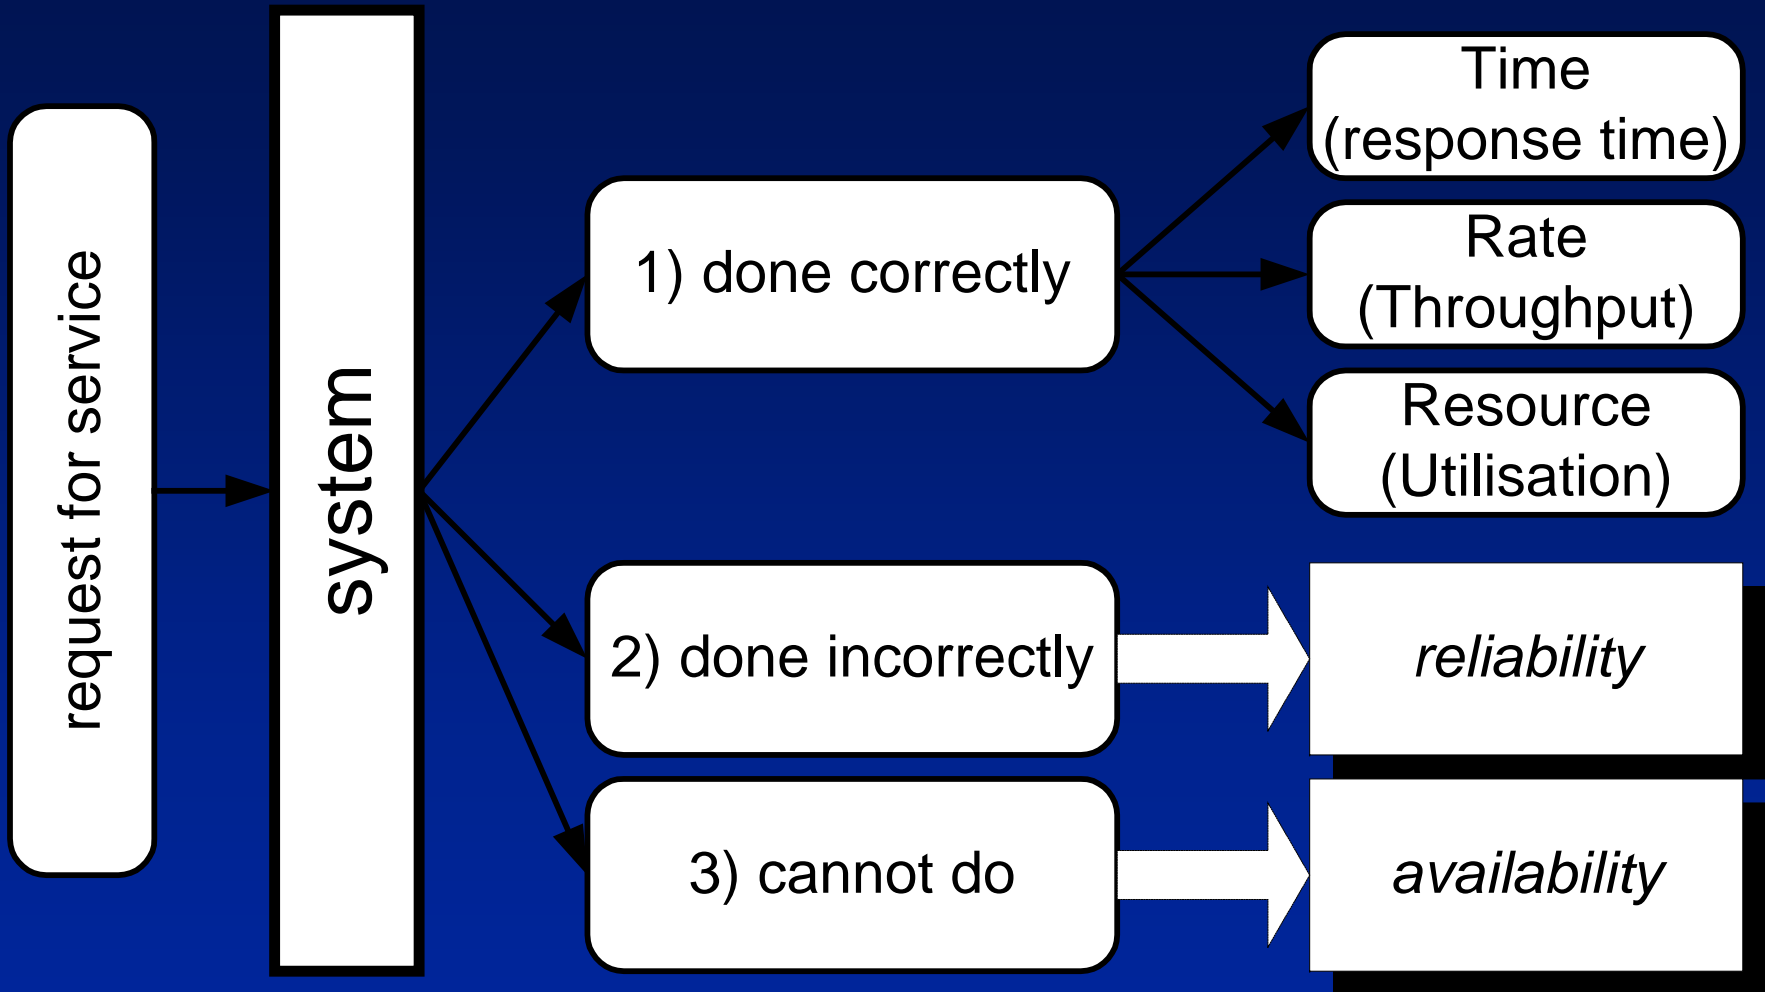 request for service
system
1) done correctly
Time
(response time)
Rate
(Throughput)
Resource
(Utilisation)
2) done incorrectly
reliability
3) cannot do
availability